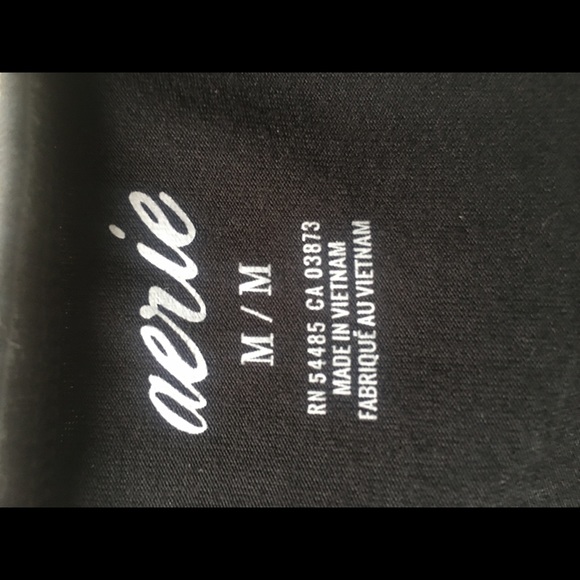 aerie
M / M
RN 54485 CA 03873
MADE IN VIETNAM
FABRIQUÉ AU VIETNAM